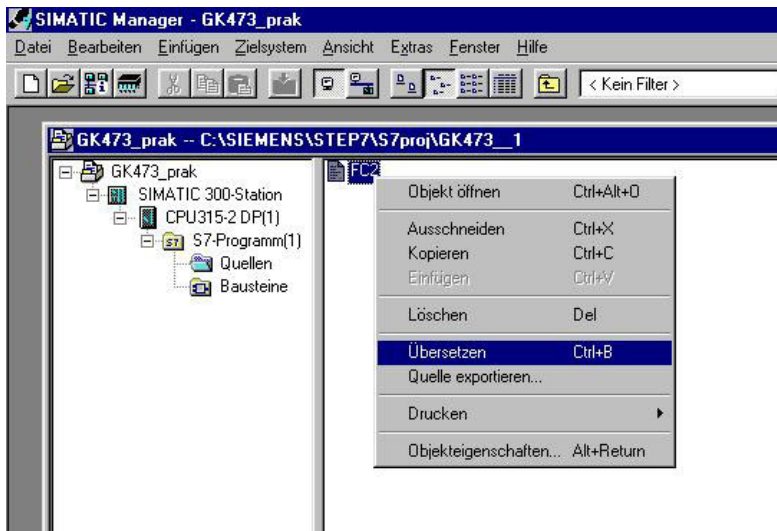 SIMATIC Manager - GK473_prak
Datei Bearbeiten Einfügen Zielsystem Ansicht Extras Fenster Hilfe
< Kein Filter >
GK473_prak -- C:\SIEMENS\STEP7\S7proj\GK473__1
GK473_prak
SIMATIC 300-Station
CPU315-2 DP(1)
S7-Programm(1)
Quellen
Bausteine
FC2
Objekt öffnen Ctrl+Alt+O
Ausschneiden Ctrl+X
Kopieren Ctrl+C
Einfügen Ctrl+V
Löschen Del
Übersetzen Ctrl+B
Quelle exportieren...
Drucken
Objekteigenschaften... Alt+Return